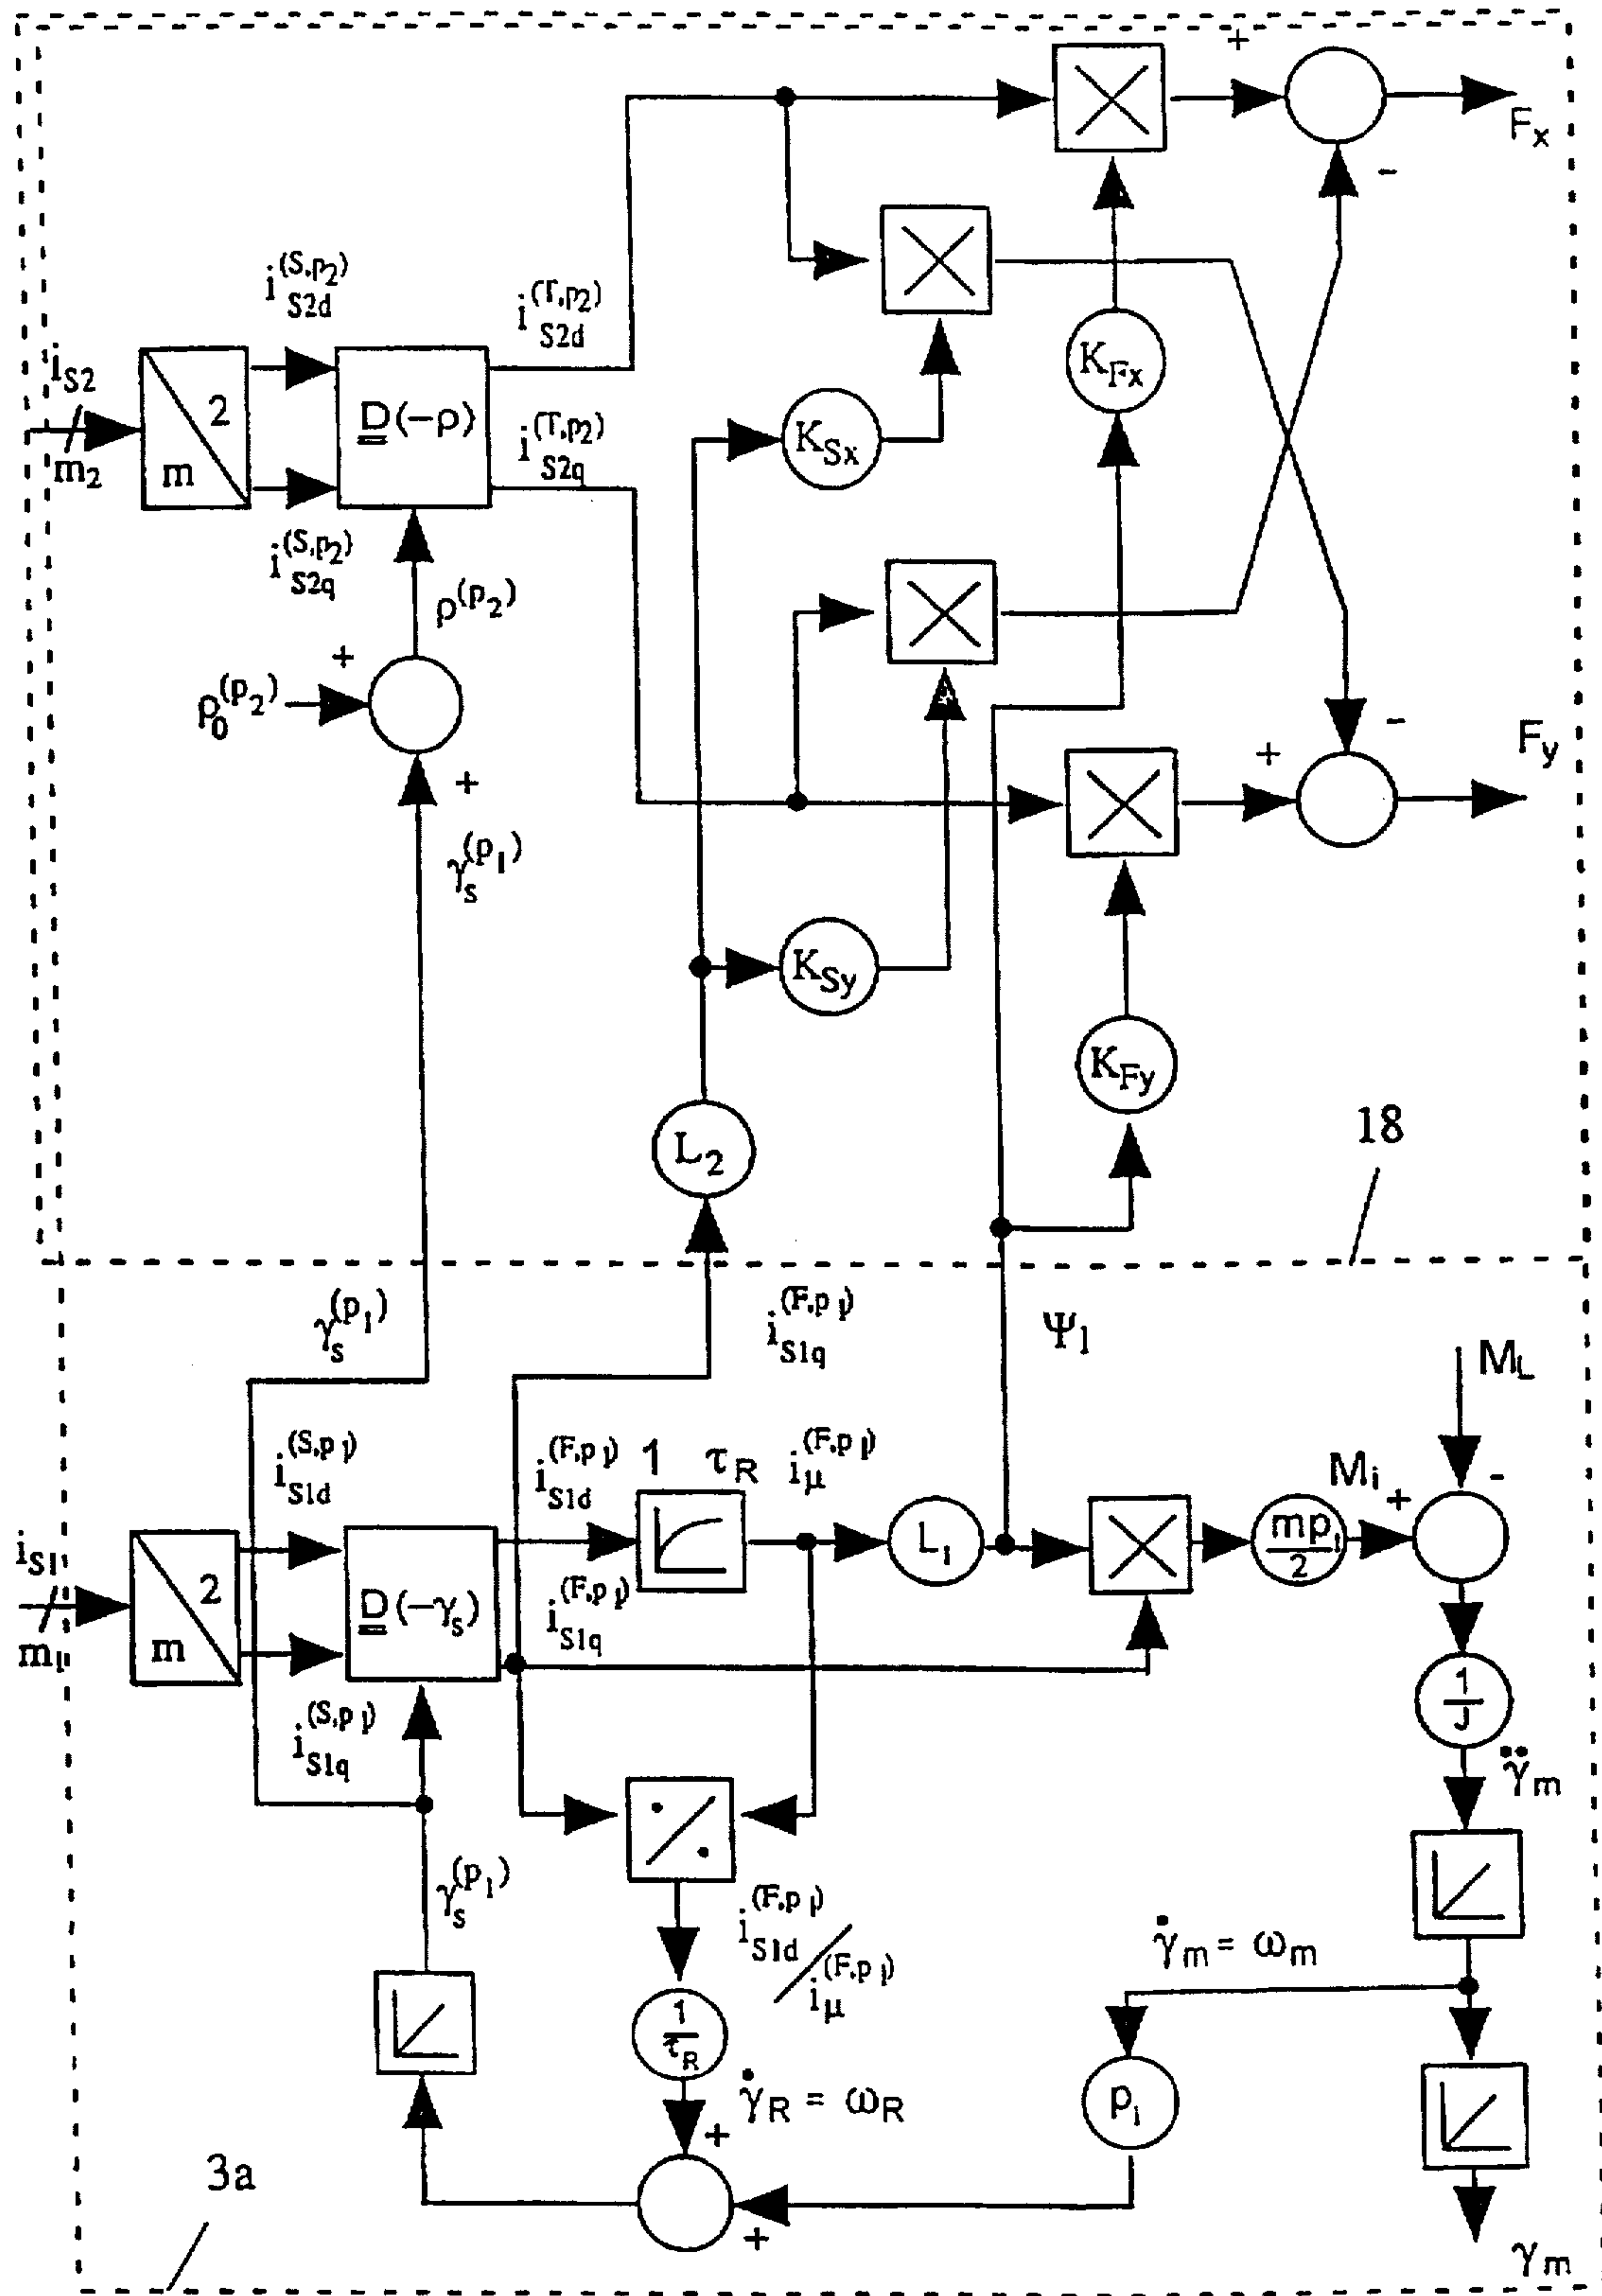 +
F_x
-
i_S2d^(S,p2)
i_S2d^(T,p2)
i_S2
m_2
2
m
D(-ρ)
K_Fx
K_Sx
i_S2q^(T,p2)
i_S2q^(S,p2)
ρ^(p2)
+
ρ_0^(p2)
+
-
F_y
+
γ_s^(p1)
K_Sy
K_Fy
L_2
18
γ_s^(p1)
i_S1q^(F,p1)
Ψ_1
M_L
i_S1d^(S,p1)
i_S1d^(F,p1)
1
τ_R
i_μ^(F,p1)
M_i
+
-
i_S1
m_1
2
m
D(-γ_s)
i_S1q^(F,p1)
L_1
mp_1/2
i_S1q^(S,p1)
1/J
γ̈_m
γ_s^(p1)
i_S1d^(F,p1)/i_μ^(F,p1)
γ̇_m = ω_m
1/τ_R
γ̇_R = ω_R
p_1
+
3a
+
γ_m